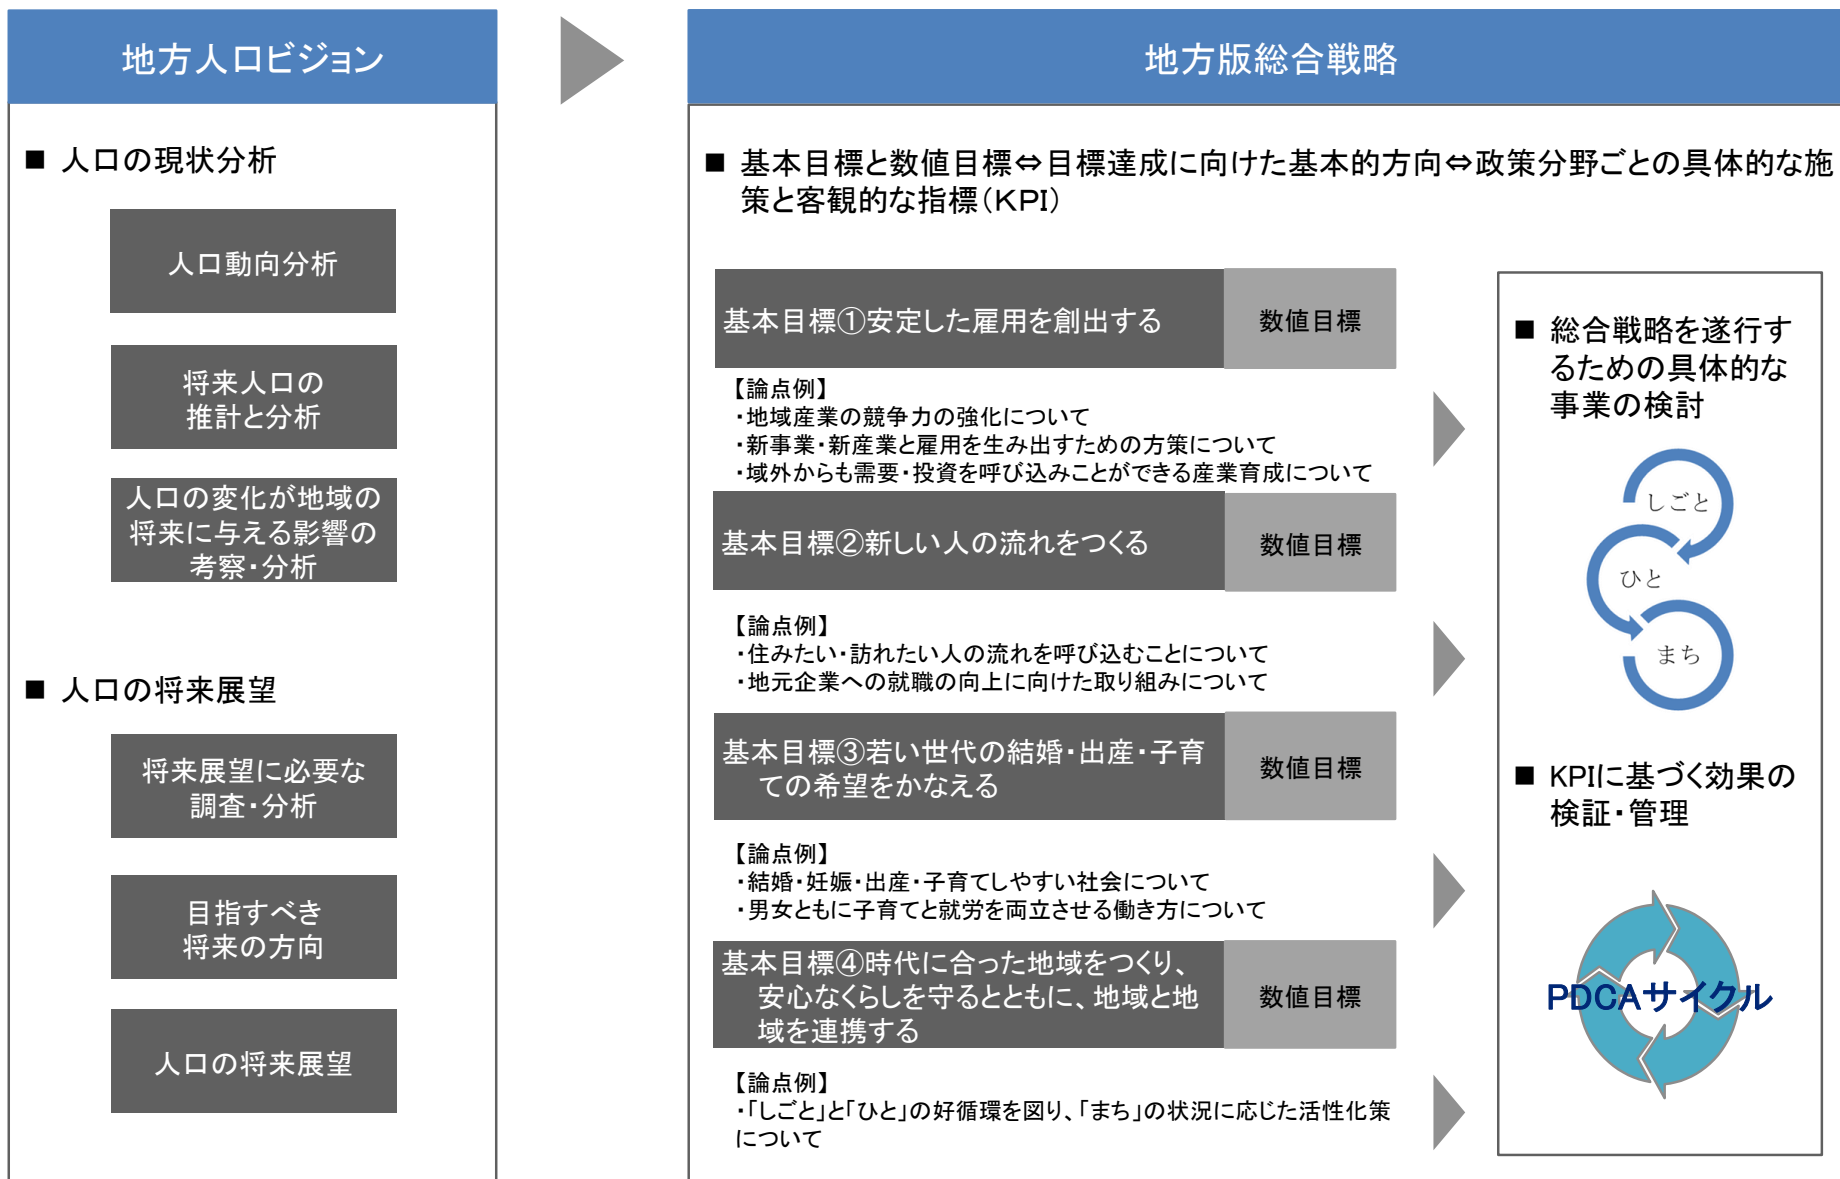 地方人口ビジョン
■ 人口の現状分析
人口動向分析
将来人口の
推計と分析
人口の変化が地域の
将来に与える影響の
考察・分析
■ 人口の将来展望
将来展望に必要な
調査・分析
目指すべき
将来の方向
人口の将来展望
地方版総合戦略
■ 基本目標と数値目標⇔目標達成に向けた基本的方向⇔政策分野ごとの具体的な施
策と客観的な指標（KPI）
基本目標①安定した雇用を創出する
数値目標
【論点例】
・地域産業の競争力の強化について
・新事業・新産業と雇用を生み出すための方策について
・域外からも需要・投資を呼び込みことができる産業育成について
基本目標②新しい人の流れをつくる
数値目標
【論点例】
・住みたい・訪れたい人の流れを呼び込むことについて
・地元企業への就職の向上に向けた取り組みについて
基本目標③若い世代の結婚・出産・子育
ての希望をかなえる
数値目標
【論点例】
・結婚・妊娠・出産・子育てしやすい社会について
・男女ともに子育てと就労を両立させる働き方について
基本目標④時代に合った地域をつくり、
安心なくらしを守るとともに、地域と地
域を連携する
数値目標
【論点例】
・「しごと」と「ひと」の好循環を図り、「まち」の状況に応じた活性化策
について
■ 総合戦略を遂行す
るための具体的な
事業の検討
しごと
ひと
まち
■ KPIに基づく効果の
検証・管理
PDCAサイクル